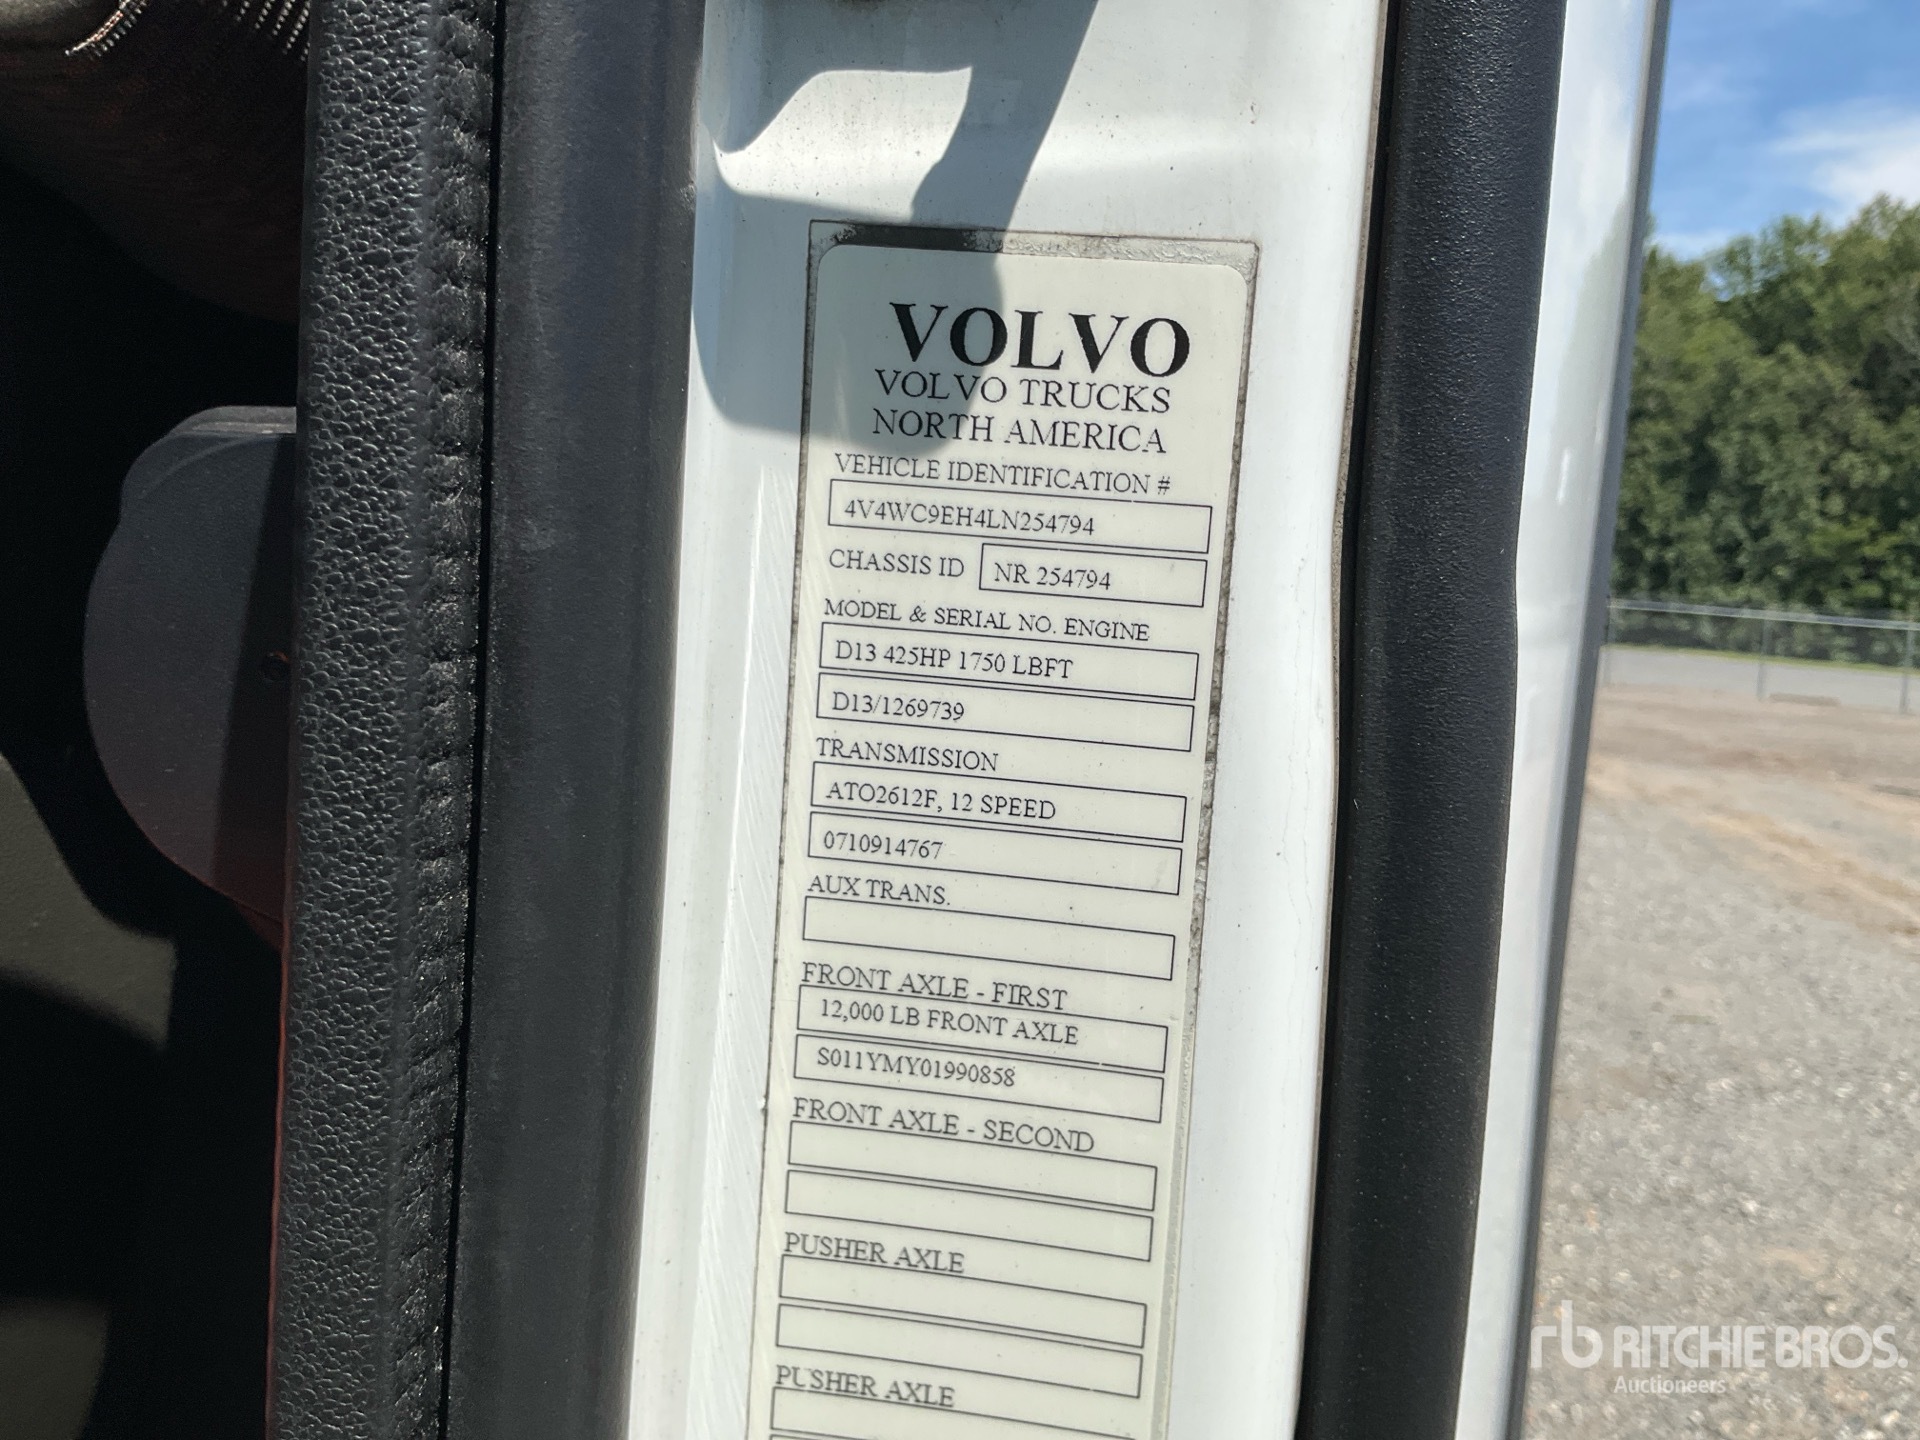 VOLVO
VOLVO TRUCKS
NORTH AMERICA
VEHICLE IDENTIFICATION #
4V4WC9EH4LN254794
CHASSIS ID NR 254794
MODEL & SERIAL NO. ENGINE
D13 425HP 1750 LBFT
D13/1269739
TRANSMISSION
ATO2612F, 12 SPEED
0710914767
AUX TRANS.
FRONT AXLE - FIRST
12,000 LB FRONT AXLE
S011YMY01990858
FRONT AXLE - SECOND
PUSHER AXLE
PUSHER AXLE
rb RITCHIE BROS.
Auctioneers